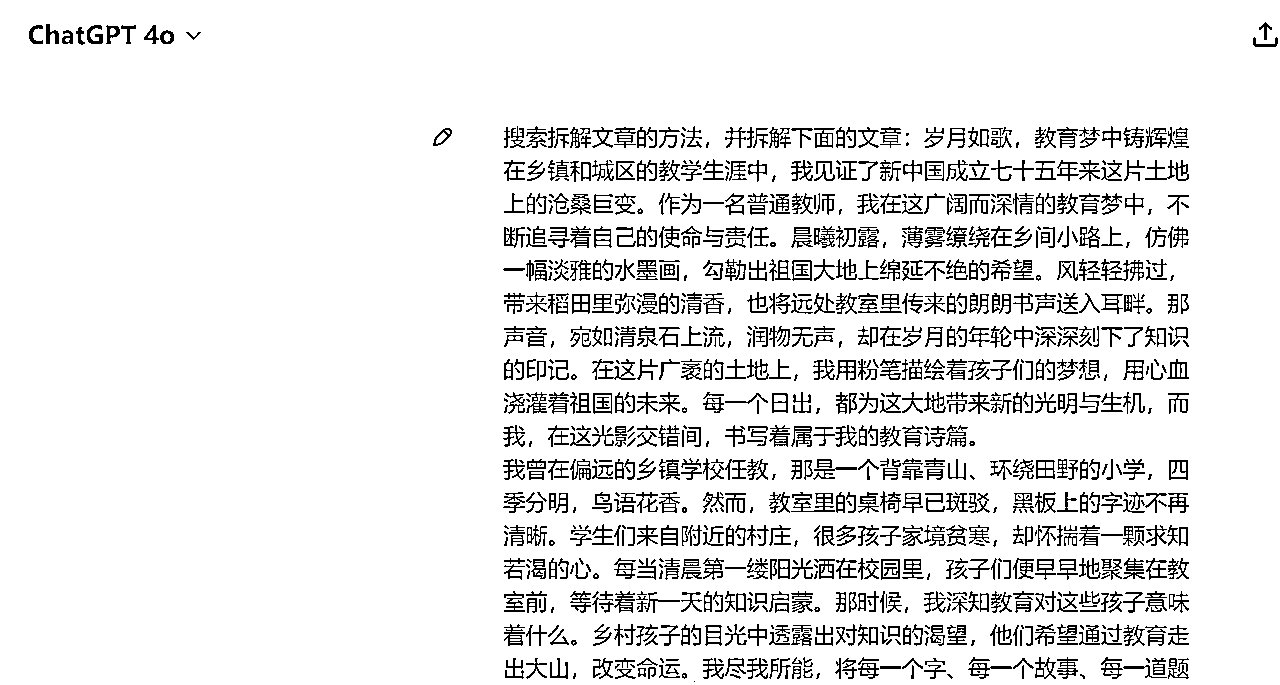 ChatGPT 4o
搜索拆解文章的方法，并拆解下面的文章：岁月如歌，教育梦中铸辉煌
在乡镇和城区的教学生涯中，我见证了新中国成立七十五年来这片土地
上的沧桑巨变。作为一名普通教师，我在这广阔而深情的教育梦中，不
断追寻着自己的使命与责任。晨曦初露，薄雾缭绕在乡间小路上，仿佛
一幅淡雅的水墨画，勾勒出祖国大地上绵延不绝的希望。风轻轻拂过，
带来稻田里弥漫的清香，也将远处教室里传来的朗朗书声送入耳畔。那
声音，宛如清泉石上流，润物无声，却在岁月的年轮中深深刻下了知识
的印记。在这片广袤的土地上，我用粉笔描绘着孩子们的梦想，用心血
浇灌着祖国的未来。每一个日出，都为这大地带来新的光明与生机，而
我，在这光影交错间，书写着属于我的教育诗篇。
我曾在偏远的乡镇学校任教，那是一个背靠青山、环绕田野的小学，四
季分明，鸟语花香。然而，教室里的桌椅早已斑驳，黑板上的字迹不再
清晰。学生们来自附近的村庄，很多孩子家境贫寒，却怀揣着一颗求知
若渴的心。每当清晨第一缕阳光洒在校园里，孩子们便早早地聚集在教
室前，等待着新一天的知识启蒙。那时候，我深知教育对这些孩子意味
着什么。乡村孩子的目光中透露出对知识的渴望，他们希望通过教育走
出大山，改变命运。我尽我所能，将每一个字、每一个故事、每一道题